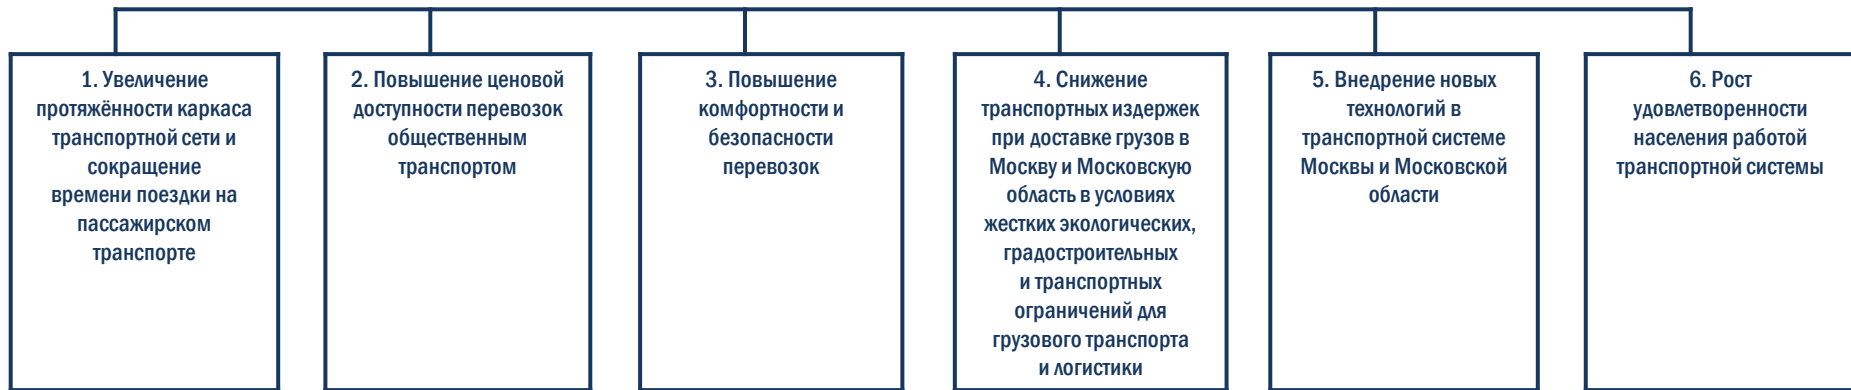 1. Увеличение
протяжённости каркаса
транспортной сети и
сокращение
времени поездки на
пассажирском
транспорте
2. Повышение ценовой
доступности перевозок
общественным
транспортом
3. Повышение
комфортности и
безопасности
перевозок
4. Снижение
транспортных издержек
при доставке грузов в
Москву и Московскую
область в условиях
жестких экологических,
градостроительных
и транспортных
ограничений для
грузового транспорта
и логистики
5. Внедрение новых
технологий в
транспортной системе
Москвы и Московской
области
6. Рост
удовлетворенности
населения работой
транспортной системы